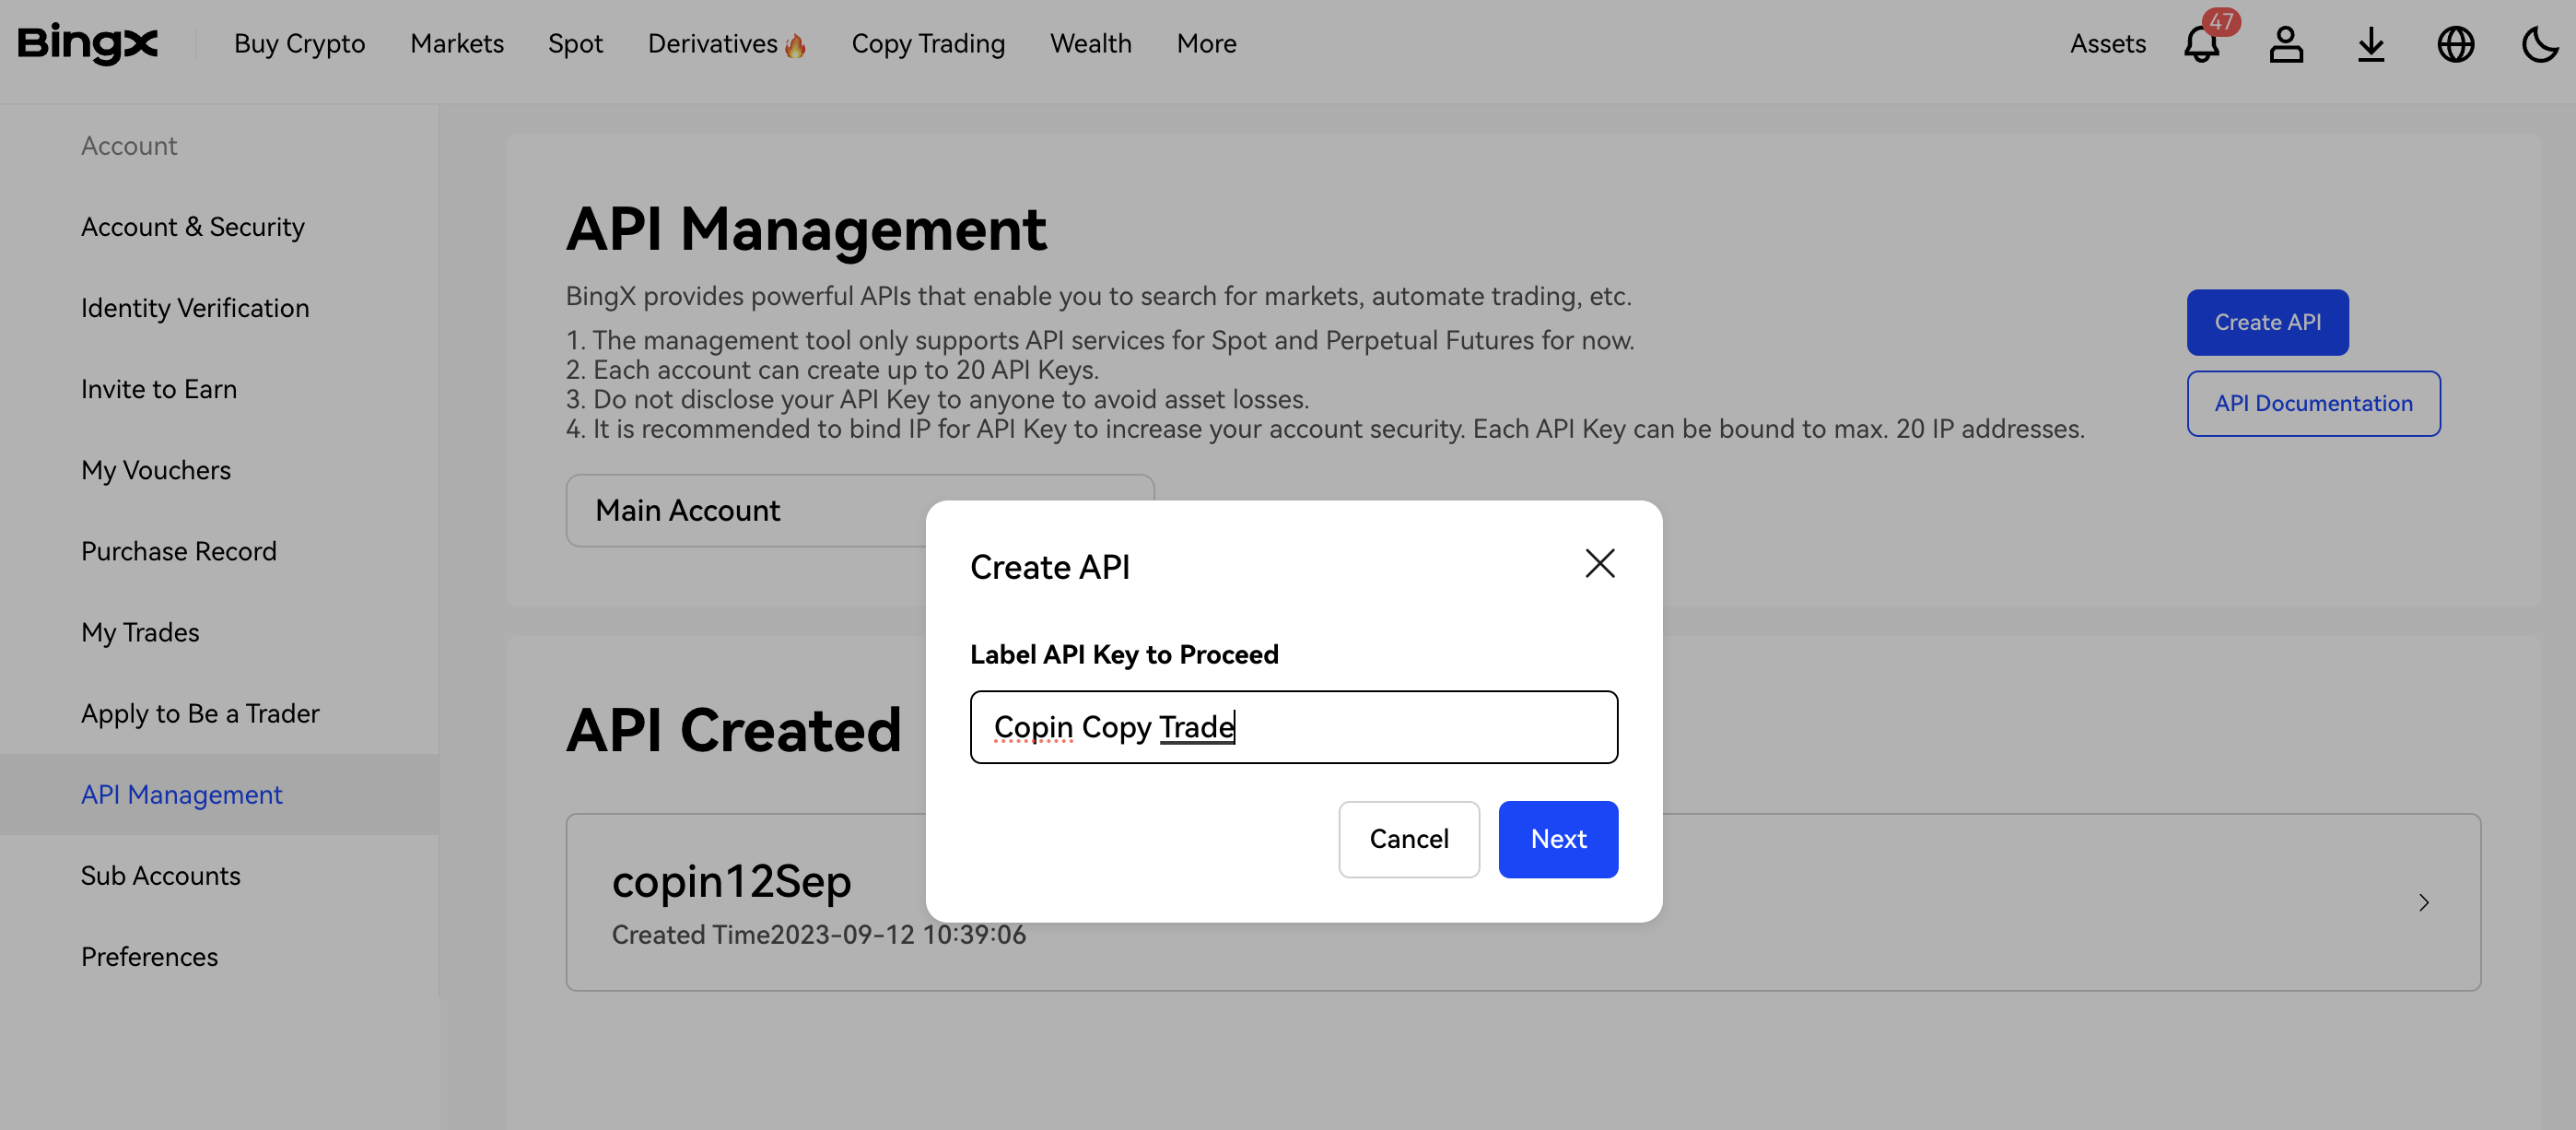 BingX
Buy Crypto
Markets
Spot
Derivatives🔥
Copy Trading
Wealth
More
Assets
47
Account
Account & Security
Identity Verification
Invite to Earn
My Vouchers
Purchase Record
My Trades
Apply to Be a Trader
API Management
Sub Accounts
Preferences
API Management
BingX provides powerful APIs that enable you to search for markets, automate trading, etc.
1. The management tool only supports API services for Spot and Perpetual Futures for now.
2. Each account can create up to 20 API Keys.
3. Do not disclose your API Key to anyone to avoid asset losses.
4. It is recommended to bind IP for API Key to increase your account security. Each API Key can be bound to max. 20 IP addresses.
Create API
API Documentation
Main Account
Create API
Label API Key to Proceed
Copin Copy Trade
Cancel
Next
API Created
copin12Sep
Created Time2023-09-12 10:39:06